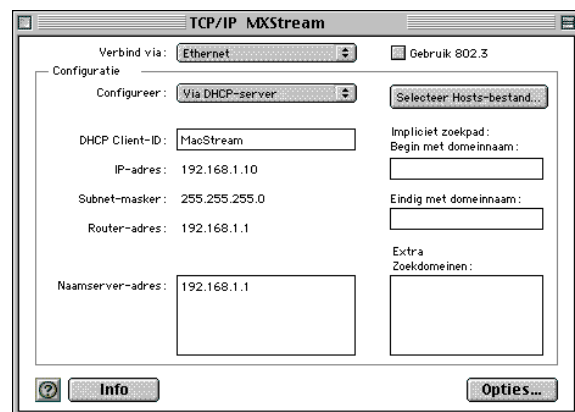 TCP/IP MXStream
Verbind via: Ethernet
Gebruik 802.3
Configuratie
Configureer: Via DHCP-server
Selecteer Hosts-bestand...
DHCP Client-ID: MacStream
IP-adres: 192.168.1.10
Subnet-masker: 255.255.255.0
Router-adres: 192.168.1.1
Naamserver-adres: 192.168.1.1
Impliciet zoekpad:
Begin met domeinnaam:
Eindig met domeinnaam:
Extra
Zoekdomeinen:
?
Info
Opties...